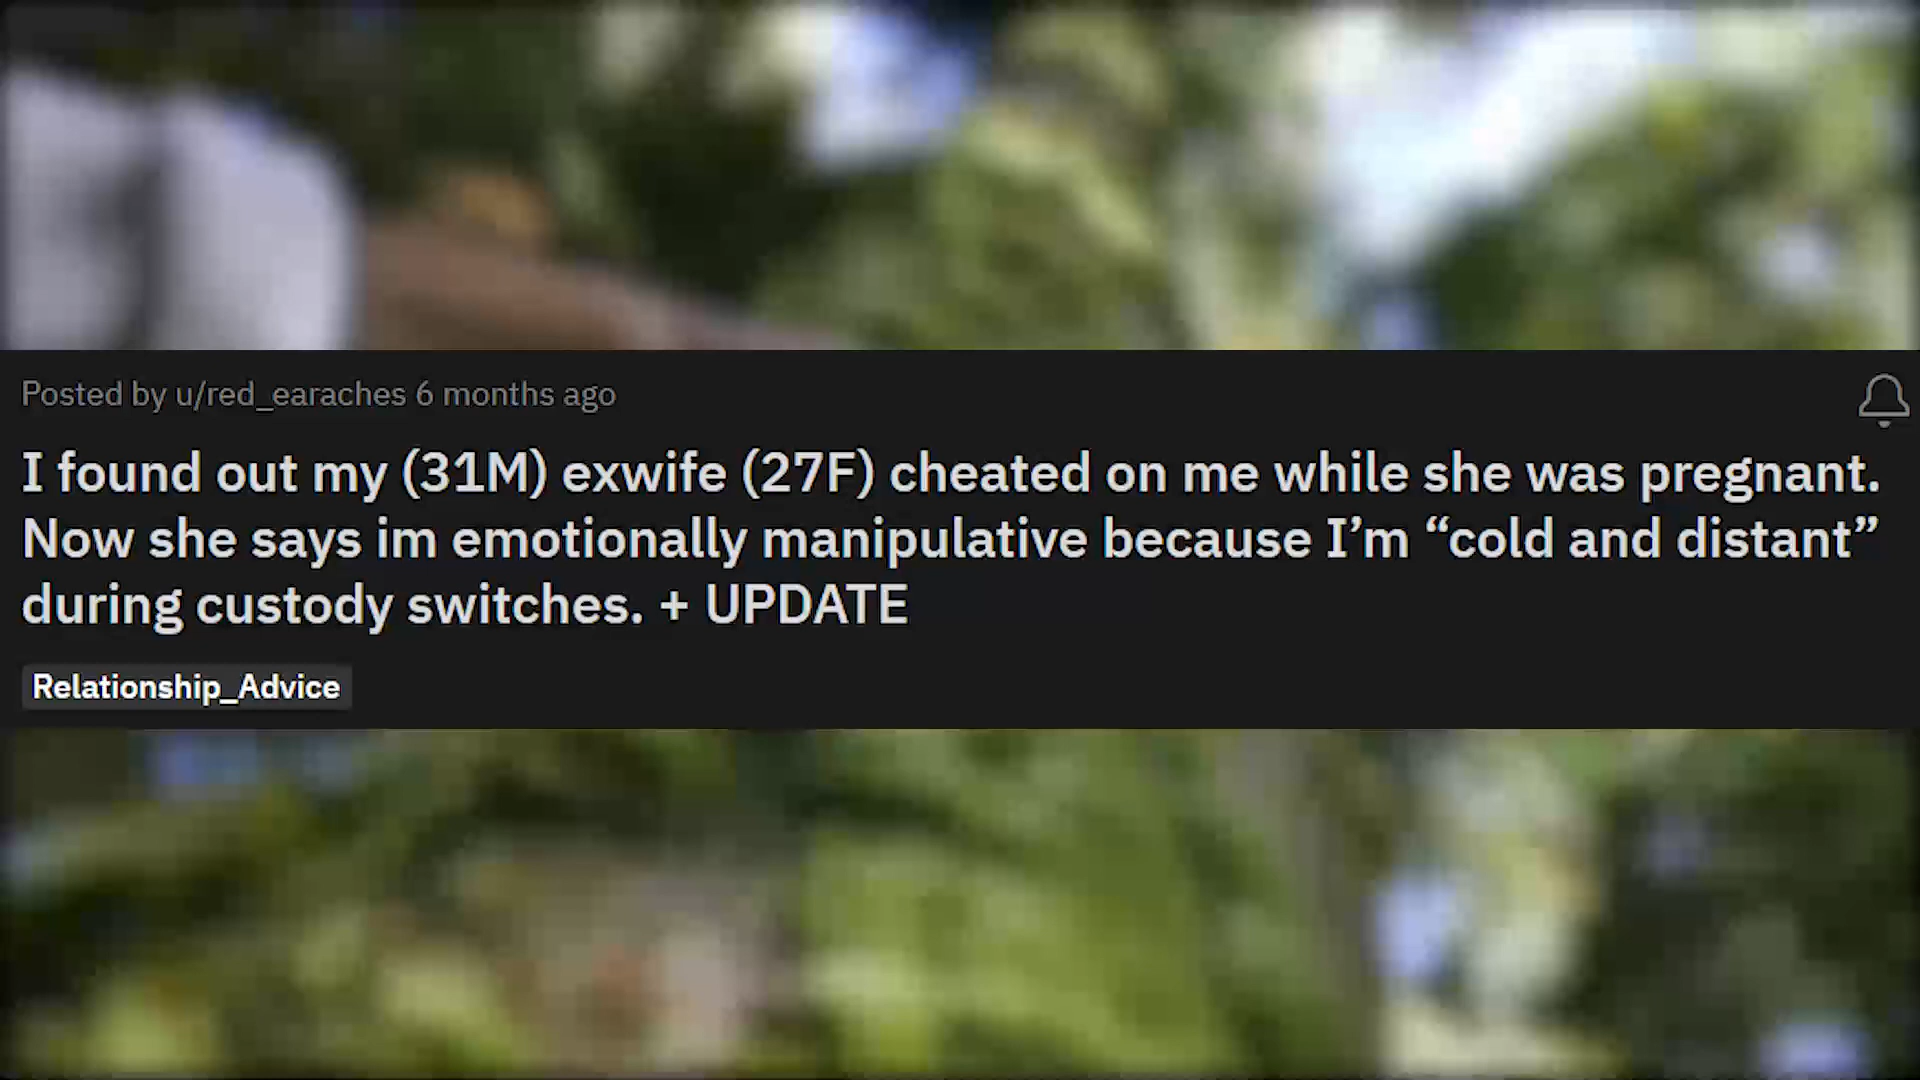 Posted by u/red_earaches 6 months ago
I found out my (31M) exwife (27F) cheated on me while she was pregnant.
Now she says im emotionally manipulative because I’m “cold and distant”
during custody switches. + UPDATE
Relationship_Advice